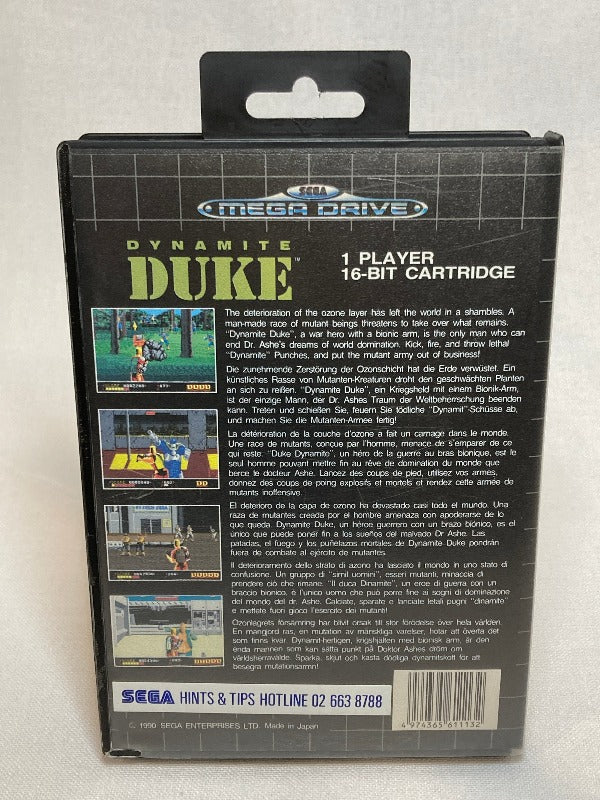 SEGA
MEGA DRIVE
DYNAMITE
DUKE™
1 PLAYER
16-BIT CARTRIDGE
The deterioration of the ozone layer has left the world in a shambles. A
man-made race of mutant beings threatens to take over what remains.
"Dynamite Duke", a war hero with a bionic arm, is the only man who can
end Dr. Ashe's dreams of world domination. Kick, fire, and throw lethal
"Dynamite" Punches, and put the mutant army out of business!
Die zunehmende Zerstörung der Ozonschicht hat die Erde verwüstet. Ein
künstliches Rasse von Mutanten-Kreaturen droht den geschwächten Planten
an sich zu reißen. "Dynamite Duke", ein Kriegsheld mit einem Bionik-Arm,
ist der einzige Mann, der Dr. Ashes Traum der Weltbeherrschung beenden
kann. Treten und schießen Sie, feuern Sie tödliche "Dynamit"-Schüsse ab,
und machen Sie die Mutanten-Armee fertig!
La détérioration de la couche d'ozone a fait un carnage dans le monde.
Une race de mutants, conçue par l'homme, menace de s'emparer de ce
qui reste. "Duke Dynamite", un héro de la guerre au bras bionique, est le
seul homme pouvant mettre fin au rêve de domination du monde que
berce le docteur Ashe. Lancez des coups de pied, utilisez vos armes,
donnez des coups de poing explosifs et mortels et rendez cette armée de
mutants inoffensive.
El deterioro de la capa de ozono ha devastado casi todo el mundo. Una
raza de mutantes creada por el hombre amenaza con apoderarse de lo
que queda. Dynamite Duke, un héroe guerrero con un brazo biónico, es el
único que puede poner fin a los sueños del malvado Dr Ashe. Las
patadas, el fuego y los puñelazos mortales de Dynamite Duke pondrán
fuera de combate al ejército de mutantes.
Il deterioramento dello strato di azono ha lasciato il mondo in uno stato di
confusione. Un gruppo di "simil uomini", esseri mutanti, minaccia di
prendere ciò che rimane. "Il duca Dinamite", un eroe di guerra con un
braccio bionico, è l'unico uomo che può porre fine ai sogni di dominazione
del mondo del dr. Ashe. Calciate, sparate e lanciate letali pugni "dinamite"
e mettete fuori gioco l'esercito dei mutanti!
Ozonlagrets försämring har blivit orsak till stor förödelse över hela världen.
En mangjord ras, en mutation av mänskliga varelser, hotar att överta det
som finns kvar. Dynamit-hertigen, krigshjälten med bionisk arm, är den
enda mannen som kan sätta punkt på Doktor Ashes dröm om
världsherravälde. Sparka, skjut och kasta dödliga dynamitskott för att
besegra mutationsarmén!
SEGA HINTS & TIPS HOTLINE 02 663 8788
© 1990 SEGA ENTERPRISES LTD. Made in Japan
4 974365 611132